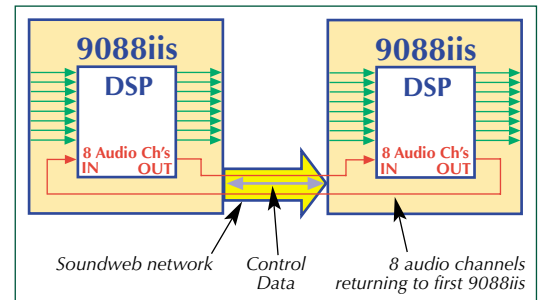 9088iis
DSP
8 Audio Ch's
IN OUT
9088iis
DSP
8 Audio Ch's
IN OUT
Soundweb network
Control
Data
8 audio channels
returning to first 9088iis